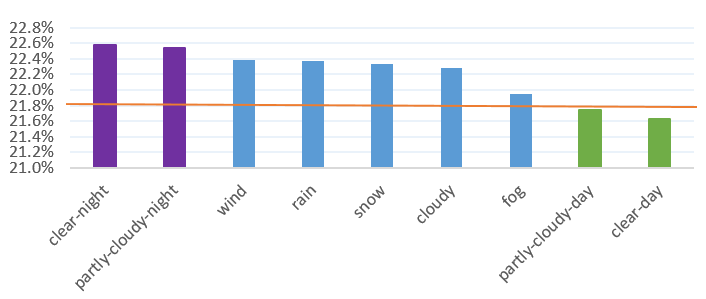 22.8%
22.6%
22.4%
22.2%
22.0%
21.8%
21.6%
21.4%
21.2%
21.0%
clear-night
partly-cloudy-night
wind
rain
snow
cloudy
fog
partly-cloudy-day
clear-day